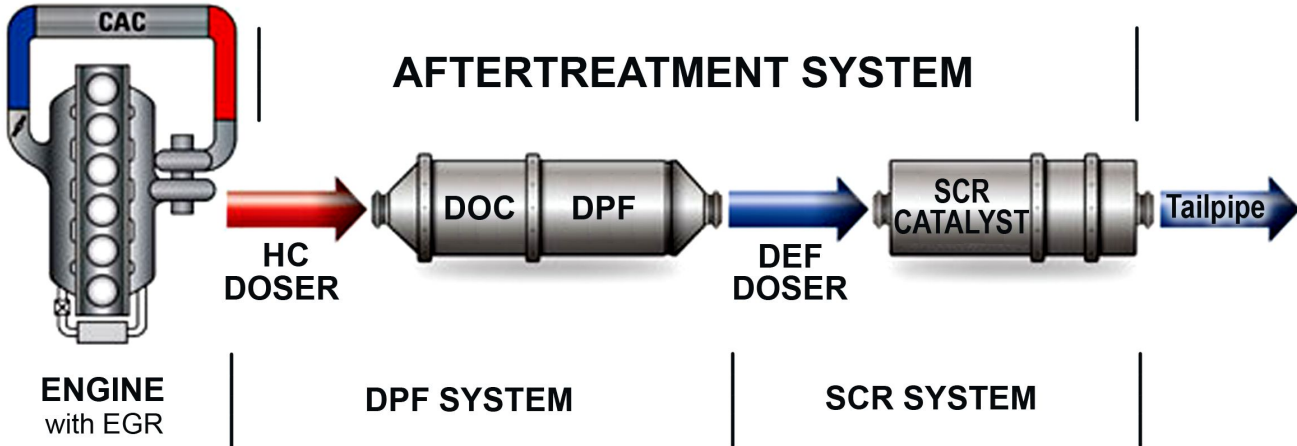 CAC
AFTERTREATMENT SYSTEM
DOC
DPF
SCR
CATALYST
Tailpipe
HC
DOSER
DEF
DOSER
ENGINE
with EGR
DPF SYSTEM
SCR SYSTEM